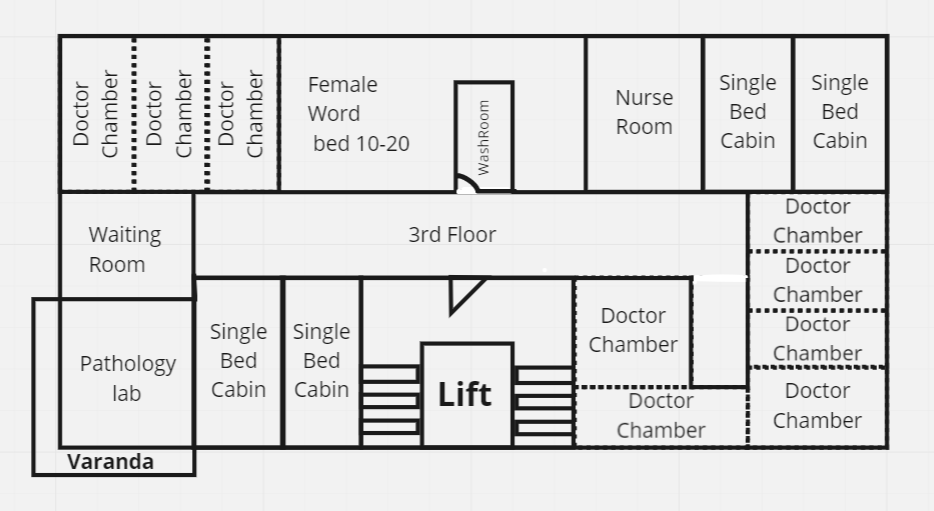 Doctor
Chamber
Doctor
Chamber
Doctor
Chamber
Female
Word
bed 10-20
WashRoom
Nurse
Room
Single
Bed
Cabin
Single
Bed
Cabin
Waiting
Room
3rd Floor
Doctor
Chamber
Doctor
Chamber
Doctor
Chamber
Doctor
Chamber
Pathology
lab
Single
Bed
Cabin
Single
Bed
Cabin
Lift
Doctor
Chamber
Doctor
Chamber
Varanda